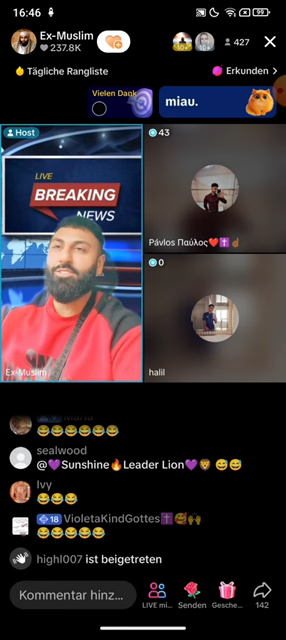 16:46
99
Ex-Muslim
237.8K
427
Tägliche Rangliste
Erkunden >
Vielen Dank
miau.
Host
LIVE
BREAKING
NEWS
Ex-Muslim
43
Pávlos Παύλος❤️✝️☝🏾
0
halil
😂😂😂😂😂😂
sealwood
@💜Sunshine🔥Leader Lion💜🦁 😅😅
Ivy
😂😂😂
18 VioletaKindGottes✝️🥰🙌
😂😂😂😂😂
highl007 ist beigetreten
Kommentar hinz...
LIVE mi...
Senden
Gesche...
142